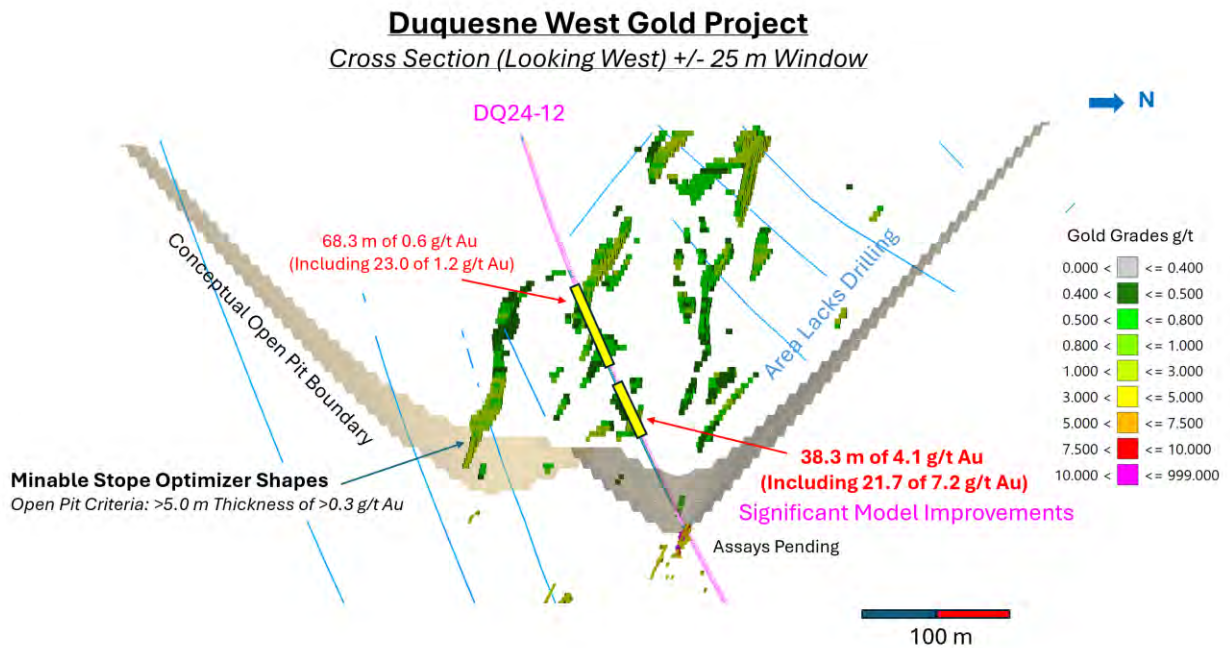 Duquesne West Gold Project
Cross Section (Looking West) +/- 25 m Window
DQ24-12
N
68.3 m of 0.6 g/t Au
(Including 23.0 of 1.2 g/t Au)
Conceptual Open Pit Boundary
Area Lacks Drilling
Gold Grades g/t
0.000 < <= 0.400
0.400 < <= 0.500
0.500 < <= 0.800
0.800 < <= 1.000
1.000 < <= 3.000
3.000 < <= 5.000
5.000 < <= 7.500
7.500 < <= 10.000
10.000 < <= 999.000
Minable Stope Optimizer Shapes
Open Pit Criteria: >5.0 m Thickness of >0.3 g/t Au
38.3 m of 4.1 g/t Au
(Including 21.7 of 7.2 g/t Au)
Significant Model Improvements
Assays Pending
100 m